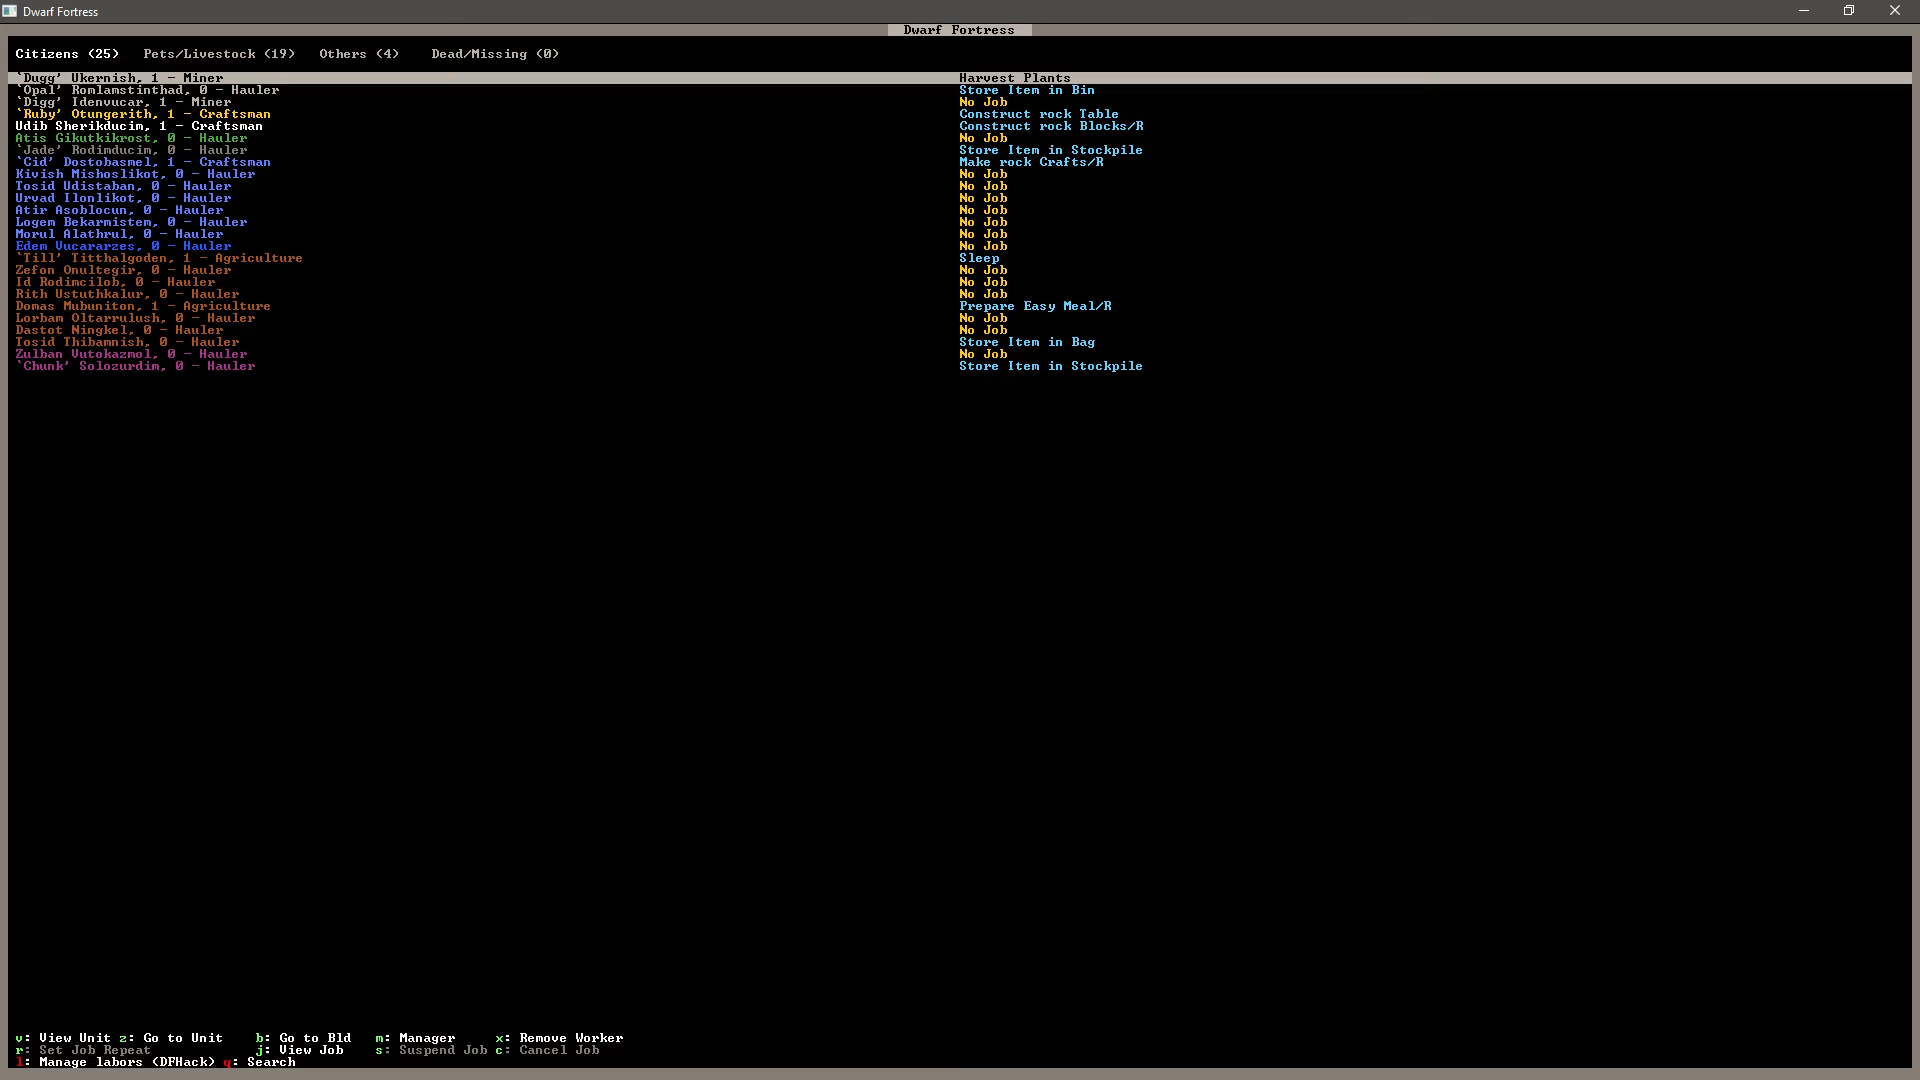 Dwarf Fortress
Dwarf Fortress
Citizens (25) Pets/Livestock (19) Others (4) Dead/Missing (0)
`Dugg' Ukernish, 1 - Miner Harvest Plants
`Opal' Romlamstinthad, 0 - Hauler Store Item in Bin
`Digg' Idenvucar, 1 - Miner No Job
`Ruby' Otungerith, 1 - Craftsman Construct rock Table
Udib Sherikducim, 1 - Craftsman Construct rock Blocks/R
Atis Gikutkikrost, 0 - Hauler No Job
`Jade' Rodimducim, 0 - Hauler Store Item in Stockpile
`Cid' Dostobasmel, 1 - Craftsman Make rock Crafts/R
Kivish Mishoslikot, 0 - Hauler No Job
Tosid Udistaban, 0 - Hauler No Job
Urvad Ilonlikot, 0 - Hauler No Job
Atir Asoblocun, 0 - Hauler No Job
Logem Bekarmistem, 0 - Hauler No Job
Morul Alathrul, 0 - Hauler No Job
Edem Vucararzes, 0 - Hauler No Job
`Till' Titthalgoden, 1 - Agriculture Sleep
Zefon Onultegir, 0 - Hauler No Job
Id Rodimcilob, 0 - Hauler No Job
Rith Ustuthkalur, 0 - Hauler No Job
Domas Mubuniton, 1 - Agriculture Prepare Easy Meal/R
Lorbam Oltarrulush, 0 - Hauler No Job
Dastot Ningkel, 0 - Hauler No Job
Tosid Thibamnish, 0 - Hauler Store Item in Bag
Zulban Vutokazmol, 0 - Hauler No Job
`Chunk' Solozurdim, 0 - Hauler Store Item in Stockpile
v: View Unit z: Go to Unit b: Go to Bld m: Manager x: Remove Worker
r: Set Job Repeat j: View Job s: Suspend Job c: Cancel Job
l: Manage labors (DFHack) q: Search